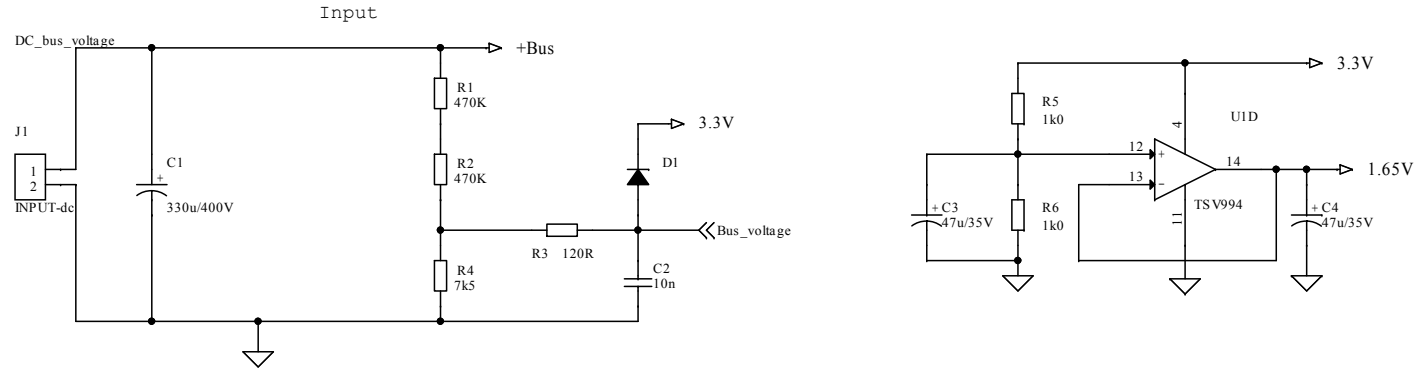 Input
DC_bus_voltage
+Bus
R1
470K
J1
1
2
INPUT-dc
C1
+
330u/400V
R2
470K
3.3V
D1
R3 120R
Bus_voltage
R4
7k5
C2
10n
3.3V
R5
1k0
4
U1D
12
+
13
−
14
1.65V
TSV994
11
+
C3
47u/35V
R6
1k0
+
C4
47u/35V